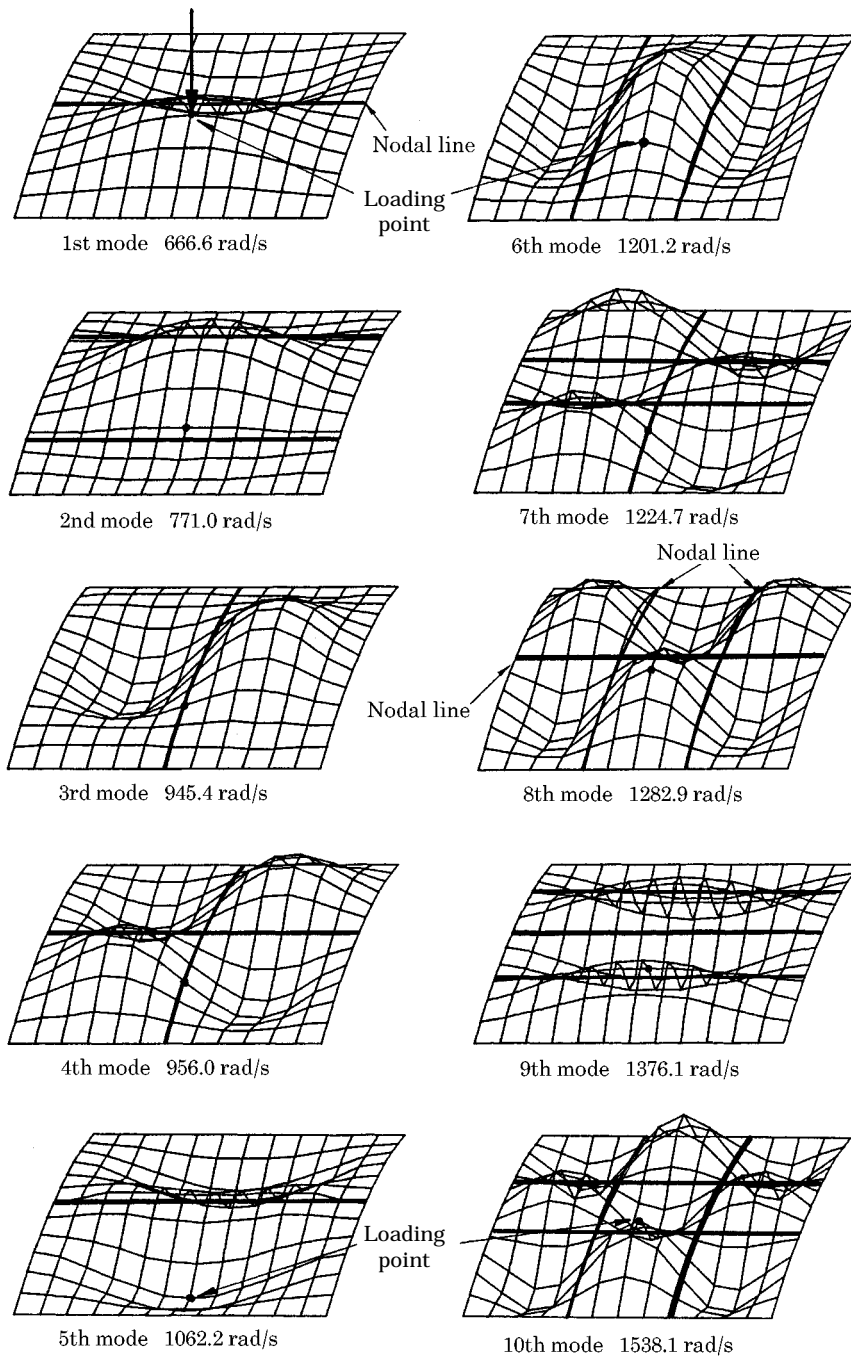 Nodal line
Loading
point
1st mode 666.6 rad/s
6th mode 1201.2 rad/s
2nd mode 771.0 rad/s
7th mode 1224.7 rad/s
Nodal line
Nodal line
3rd mode 945.4 rad/s
8th mode 1282.9 rad/s
4th mode 956.0 rad/s
9th mode 1376.1 rad/s
Loading
point
5th mode 1062.2 rad/s
10th mode 1538.1 rad/s